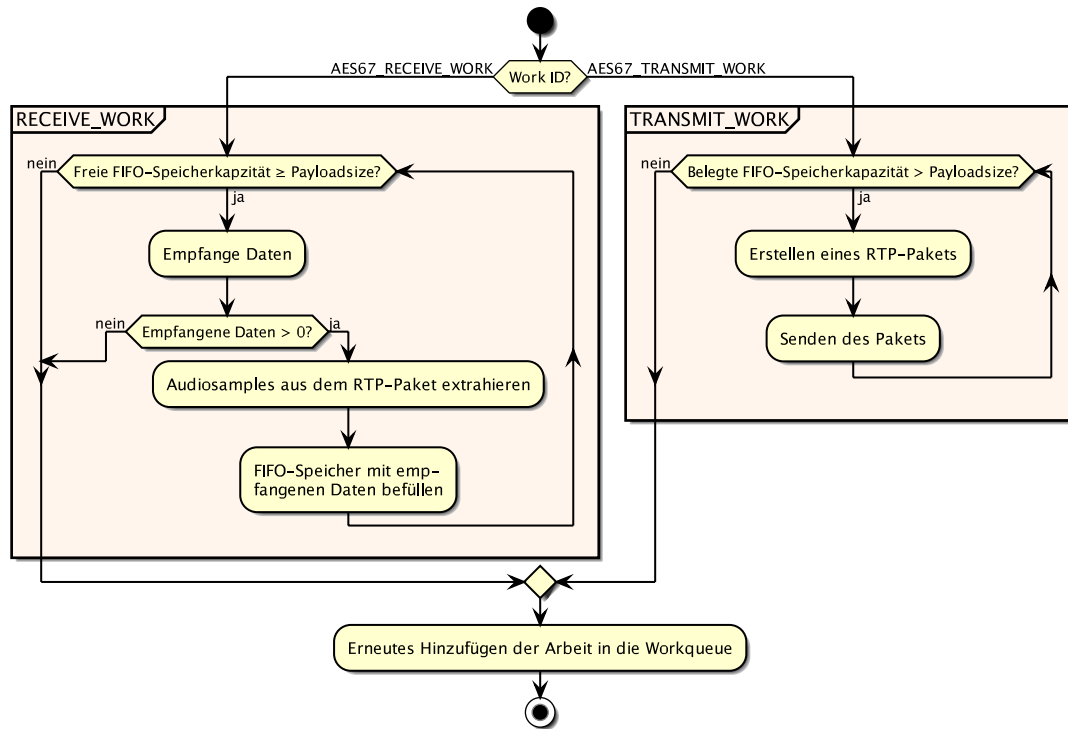 Work ID?
AES67_RECEIVE_WORK
AES67_TRANSMIT_WORK
RECEIVE_WORK
nein
Freie FIFO-Speicherkapzität ≥ Payloadsize?
ja
Empfange Daten
nein
Empfangene Daten > 0?
ja
Audiosamples aus dem RTP-Paket extrahieren
FIFO-Speicher mit emp-
fangenen Daten befüllen
TRANSMIT_WORK
nein
Belegte FIFO-Speicherkapazität > Payloadsize?
ja
Erstellen eines RTP-Pakets
Senden des Pakets
Erneutes Hinzufügen der Arbeit in die Workqueue